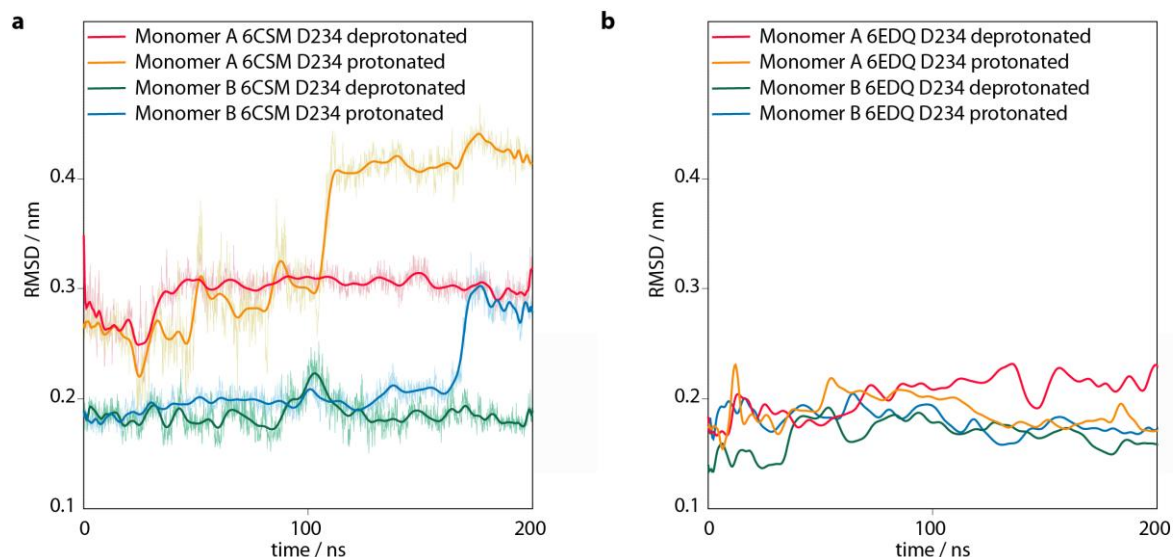 a
Monomer A 6CSM D234 deprotonated
Monomer A 6CSM D234 protonated
Monomer B 6CSM D234 deprotonated
Monomer B 6CSM D234 protonated
RMSD / nm
0.4
0.3
0.2
0.1
0
100
200
time / ns
b
Monomer A 6EDQ D234 deprotonated
Monomer A 6EDQ D234 protonated
Monomer B 6EDQ D234 deprotonated
Monomer B 6EDQ D234 protonated
RMSD / nm
0.4
0.3
0.2
0.1
0
100
200
time / ns